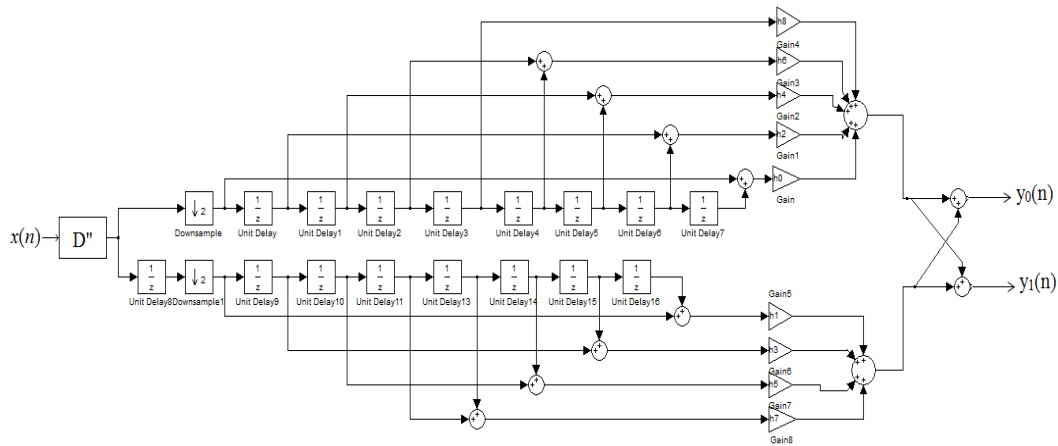 h8
Gain4
h6
Gain3
h4
Gain2
h2
Gain1
h0
Gain
↓ 2
Downsample
1/z
Unit Delay
1/z
Unit Delay1
1/z
Unit Delay2
1/z
Unit Delay3
1/z
Unit Delay4
1/z
Unit Delay5
1/z
Unit Delay6
1/z
Unit Delay7
x(n)
D"
y0(n)
y1(n)
1/z
Unit Delay8
↓ 2
Downsample1
1/z
Unit Delay9
1/z
Unit Delay10
1/z
Unit Delay11
1/z
Unit Delay13
1/z
Unit Delay14
1/z
Unit Delay15
1/z
Unit Delay16
Gain5
h1
h3
Gain6
h5
Gain7
h7
Gain8